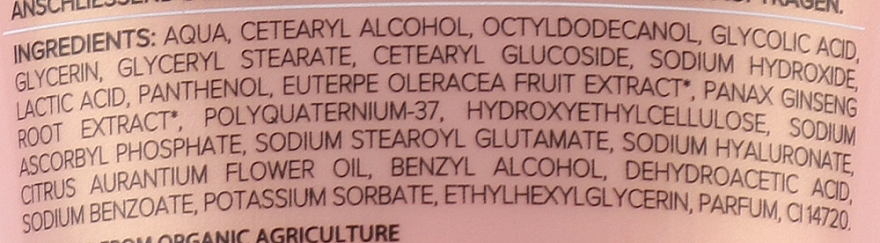 INGREDIENTS: AQUA, CETEARYL ALCOHOL, OCTYLDODECANOL, GLYCOLIC ACID,
GLYCERIN, GLYCERYL STEARATE, CETEARYL GLUCOSIDE, SODIUM HYDROXIDE,
LACTIC ACID, PANTHENOL, EUTERPE OLERACEA FRUIT EXTRACT*, PANAX GINSENG
ROOT EXTRACT*, POLYQUATERNIUM-37, HYDROXYETHYLCELLULOSE, SODIUM
ASCORBYL PHOSPHATE, SODIUM STEAROYL GLUTAMATE, SODIUM HYALURONATE,
CITRUS AURANTIUM FLOWER OIL, BENZYL ALCOHOL, DEHYDROACETIC ACID,
SODIUM BENZOATE, POTASSIUM SORBATE, ETHYLHEXYLGLYCERIN, PARFUM, CI 14720.
FROM ORGANIC AGRICULTURE